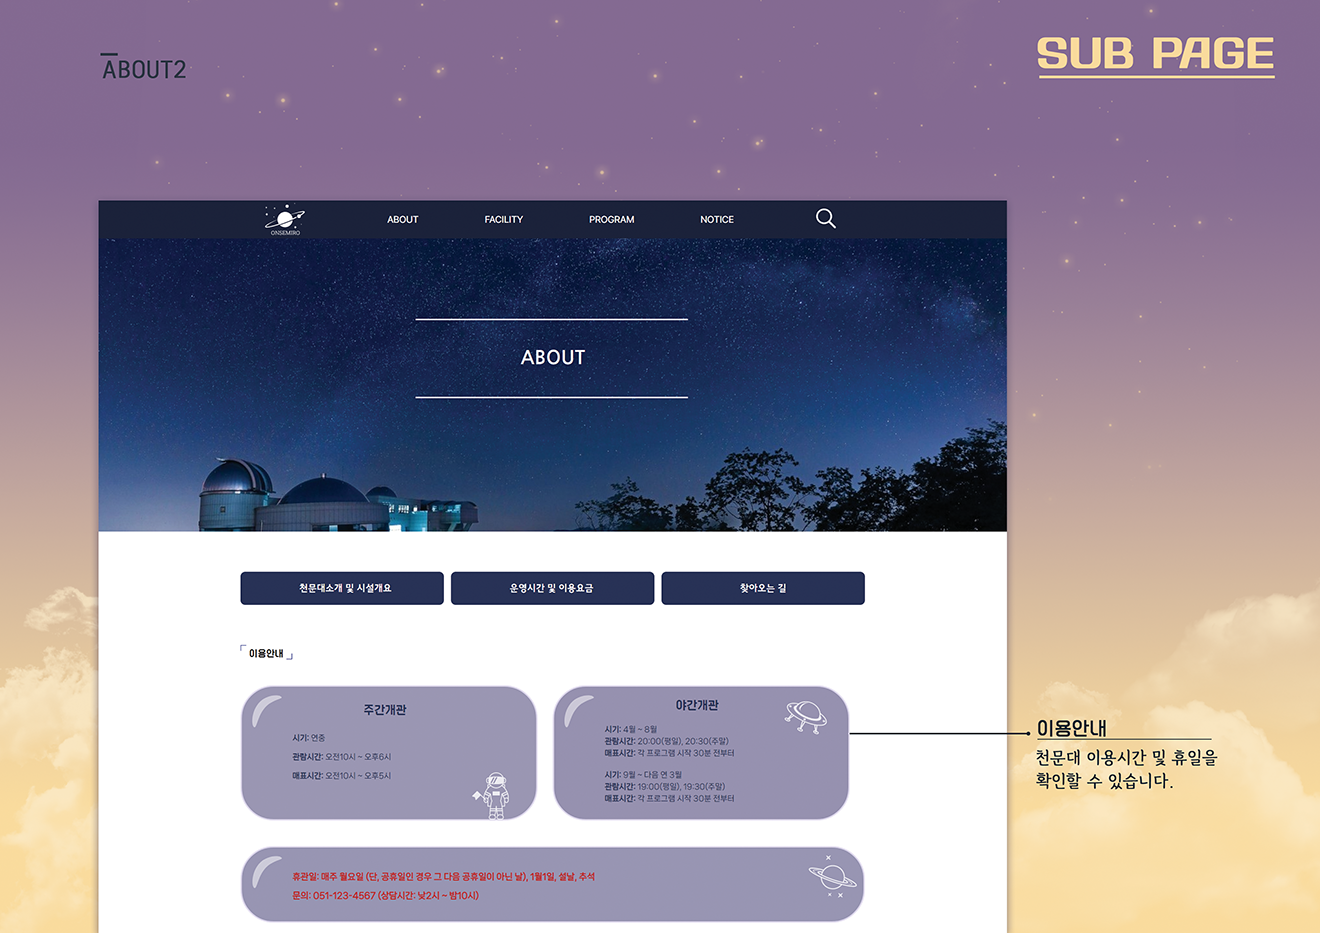 ABOUT2
SUB PAGE
ONSEMIRO
ABOUT
FACILITY
PROGRAM
NOTICE
ABOUT
천문대소개 및 시설개요
운영시간 및 이용요금
찾아오는 길
「이용안내」
주간개관
시기: 연중
관람시간: 오전10시 ~ 오후6시
매표시간: 오전10시 ~ 오후5시
야간개관
시기: 4월 ~ 8월
관람시간: 20:00(평일), 20:30(주말)
매표시간: 각 프로그램 시작 30분 전부터
시기: 9월 ~ 다음 연 3월
관람시간: 19:00(평일), 19:30(주말)
매표시간: 각 프로그램 시작 30분 전부터
이용안내
천문대 이용시간 및 휴일을
확인할 수 있습니다.
휴관일: 매주 월요일 (단, 공휴일인 경우 그 다음 공휴일이 아닌 날), 1월1일, 설날, 추석
문의: 051-123-4567 (상담시간: 낮2시 ~ 밤10시)